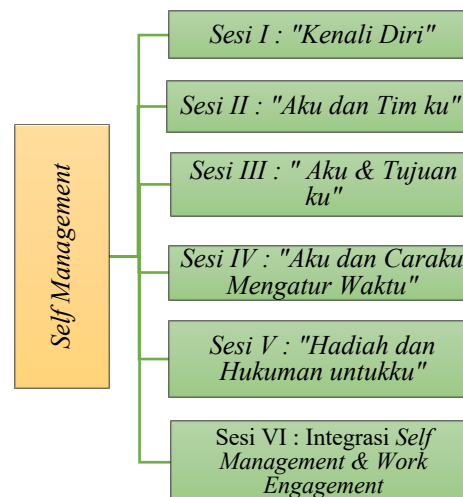 Self Management
Sesi I : "Kenali Diri"
Sesi II : "Aku dan Tim ku"
Sesi III : " Aku & Tujuan
ku"
Sesi IV : "Aku dan Caraku
Mengatur Waktu"
Sesi V : "Hadiah dan
Hukuman untukku"
Sesi VI : Integrasi Self
Management & Work
Engagement